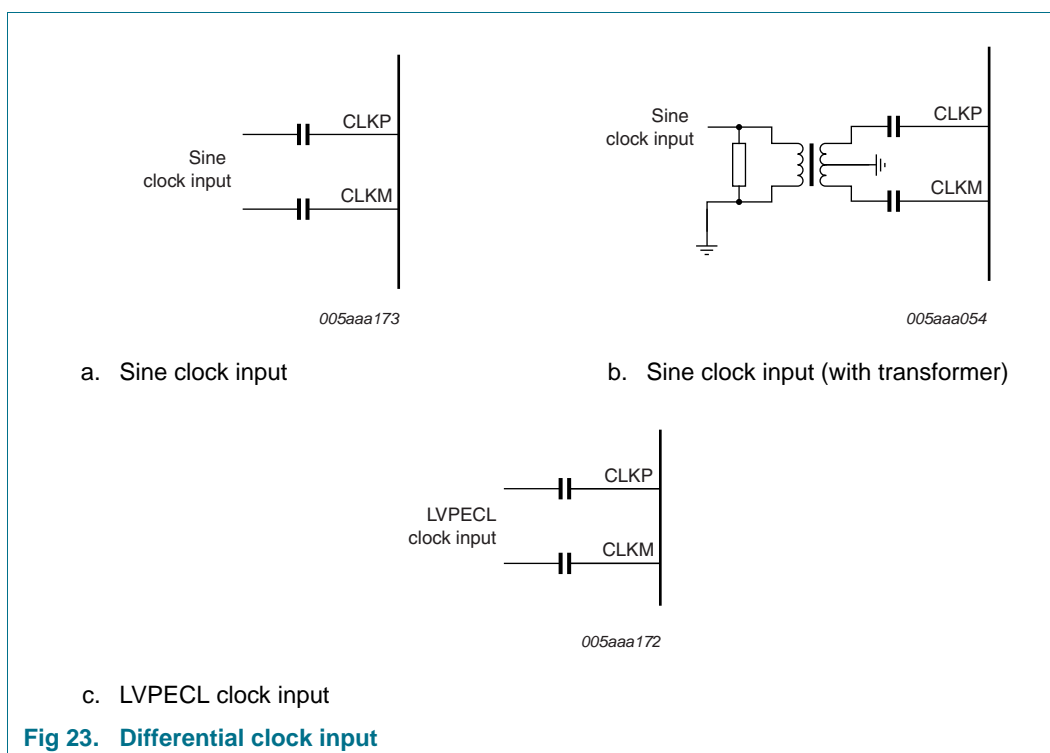 Sine
clock input
CLKP
CLKM
005aaa173
a. Sine clock input
Sine
clock input
CLKP
CLKM
005aaa054
b. Sine clock input (with transformer)
LVPECL
clock input
CLKP
CLKM
005aaa172
c. LVPECL clock input
Fig 23. Differential clock input